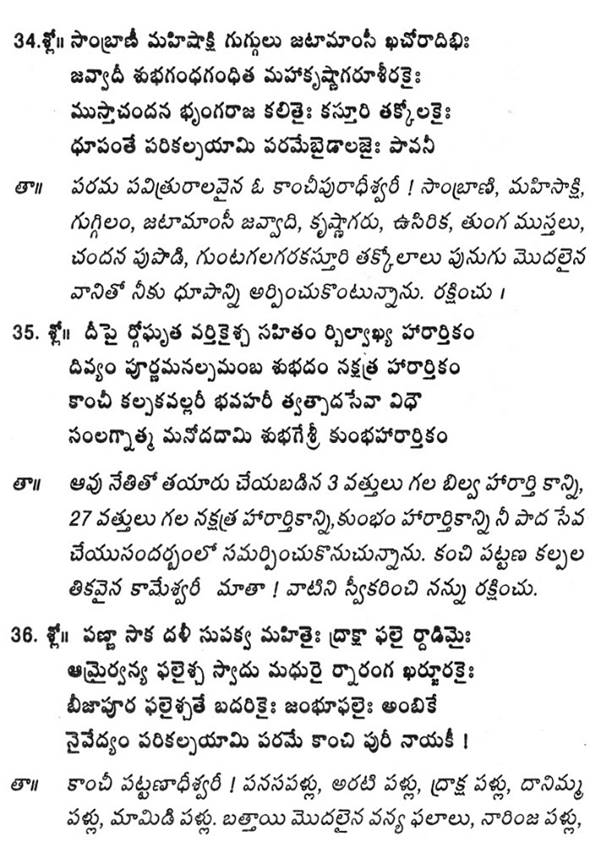 34.శ్లో॥ సాంబ్రాణీ మహిషాక్షి గుగ్గులు జటామాంసీ ఖచోరాదిభిః
జవ్వాదీ శుభగంధగంధిత మహాకృష్ణాగరూశీరకైః
ముస్తాచందన భృంగరాజ కలితైః కస్తూరి తక్కోలకైః
ధూపంతే పరికల్పయామి పరమేబైడాలజైః పావనీ
తా॥ పరమ పవిత్రురాలవైన ఓ కాంచీపురాధీశ్వరీ ! సాంబ్రాణి, మహిసాక్షి,
గుగ్గిలం, జటామాంసీ జవ్వాది, కృష్ణాగరు, ఉసిరిక, తుంగ ముస్తలు,
చందన పుపొడి, గుంటగలగరకస్తూరి తక్కోలాలు పునుగు మొదలైన
వానితో నీకు ధూపాన్ని అర్పించుకొంటున్నాను. రక్షించు ।
35. శ్లో॥ దీపై ర్గోఘృత వర్తికైశ్చ సహితం ర్బిల్వాఖ్య హారార్తికం
దివ్యం పూర్ణమనల్పమంబ శుభదం నక్షత్ర హారార్తికం
కాంచీ కల్పకవల్లరీ భవహరీ త్వత్పాదసేవా విధౌ
సంలగ్నాత్మ మనోదదామి శుభగేశ్రీ కుంభహారార్తికం
తా॥ ఆవు నేతితో తయారు చేయబడిన 3 వత్తులు గల బిల్వ హారార్తి కాన్ని,
27 వత్తులు గల నక్షత్ర హారార్తికాన్ని,కుంభం హారార్తికాన్ని నీ పాద సేవ
చేయుసందర్బంలో సమర్పించుకొనుచున్నాను. కంచి పట్టణ కల్పల
తికవైన కామేశ్వరీ మాతా ! వాటిని స్వీకరించి నన్ను రక్షించు.
36. శ్లో॥ పణ్ణా సాక దళీ సుపక్వ మహితైః ద్రాక్షా ఫలై ర్దాడిమైః
ఆమ్రైర్వన్య ఫలైశ్చ స్వాదు మధురై ర్నారంగ ఖర్జూరకైః
బీజాపూర ఫలైశ్చతే బదరికైః జంభూఫలైః అంబికే
నైవేద్యం పరికల్పయామి పరమే కాంచి పురీ నాయకీ !
తా॥ కాంచీ పట్టణాధీశ్వరీ ! పనసపళ్లు, అరటి పళ్లు, ద్రాక్ష పళ్లు, దానిమ్మ
పళ్లు, మామిడి పళ్లు. బత్తాయి మొదలైన వన్య ఫలాలు, నారింజ పళ్లు,